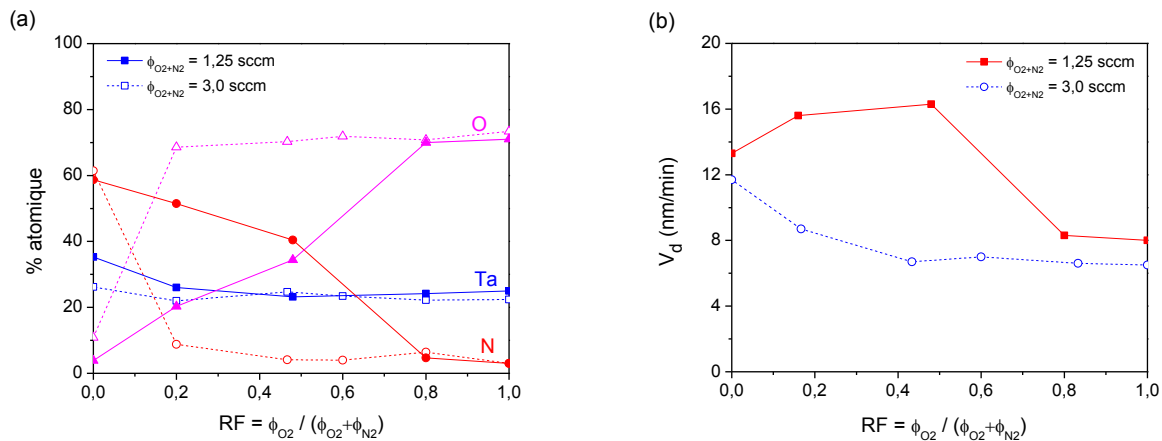 (a)
100
80
60
40
20
0
% atomique
ϕO2+N2 = 1,25 sccm
ϕO2+N2 = 3,0 sccm
O
Ta
N
0,0 0,2 0,4 0,6 0,8 1,0
RF = ϕO2 / (ϕO2+ϕN2)
(b)
20
16
12
8
4
0
Vd (nm/min)
ϕO2+N2 = 1,25 sccm
ϕO2+N2 = 3,0 sccm
0,0 0,2 0,4 0,6 0,8 1,0
RF = ϕO2 / (ϕO2+ϕN2)